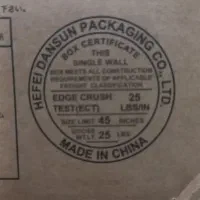 HEFEI DANSUN PACKAGING CO., LTD.
BOX CERTIFICATE
THIS
SINGLE WALL
BOX MEETS ALL CONSTRUCTION
REQUIREMENTS OF APPLICABLE
FREIGHT CLASSIFICATION
EDGE CRUSH 25
TEST(ECT) LBS/IN
SIZE LIMIT 45 INCHES
GROSS
WT.LT. 25 LBS
MADE IN CHINA